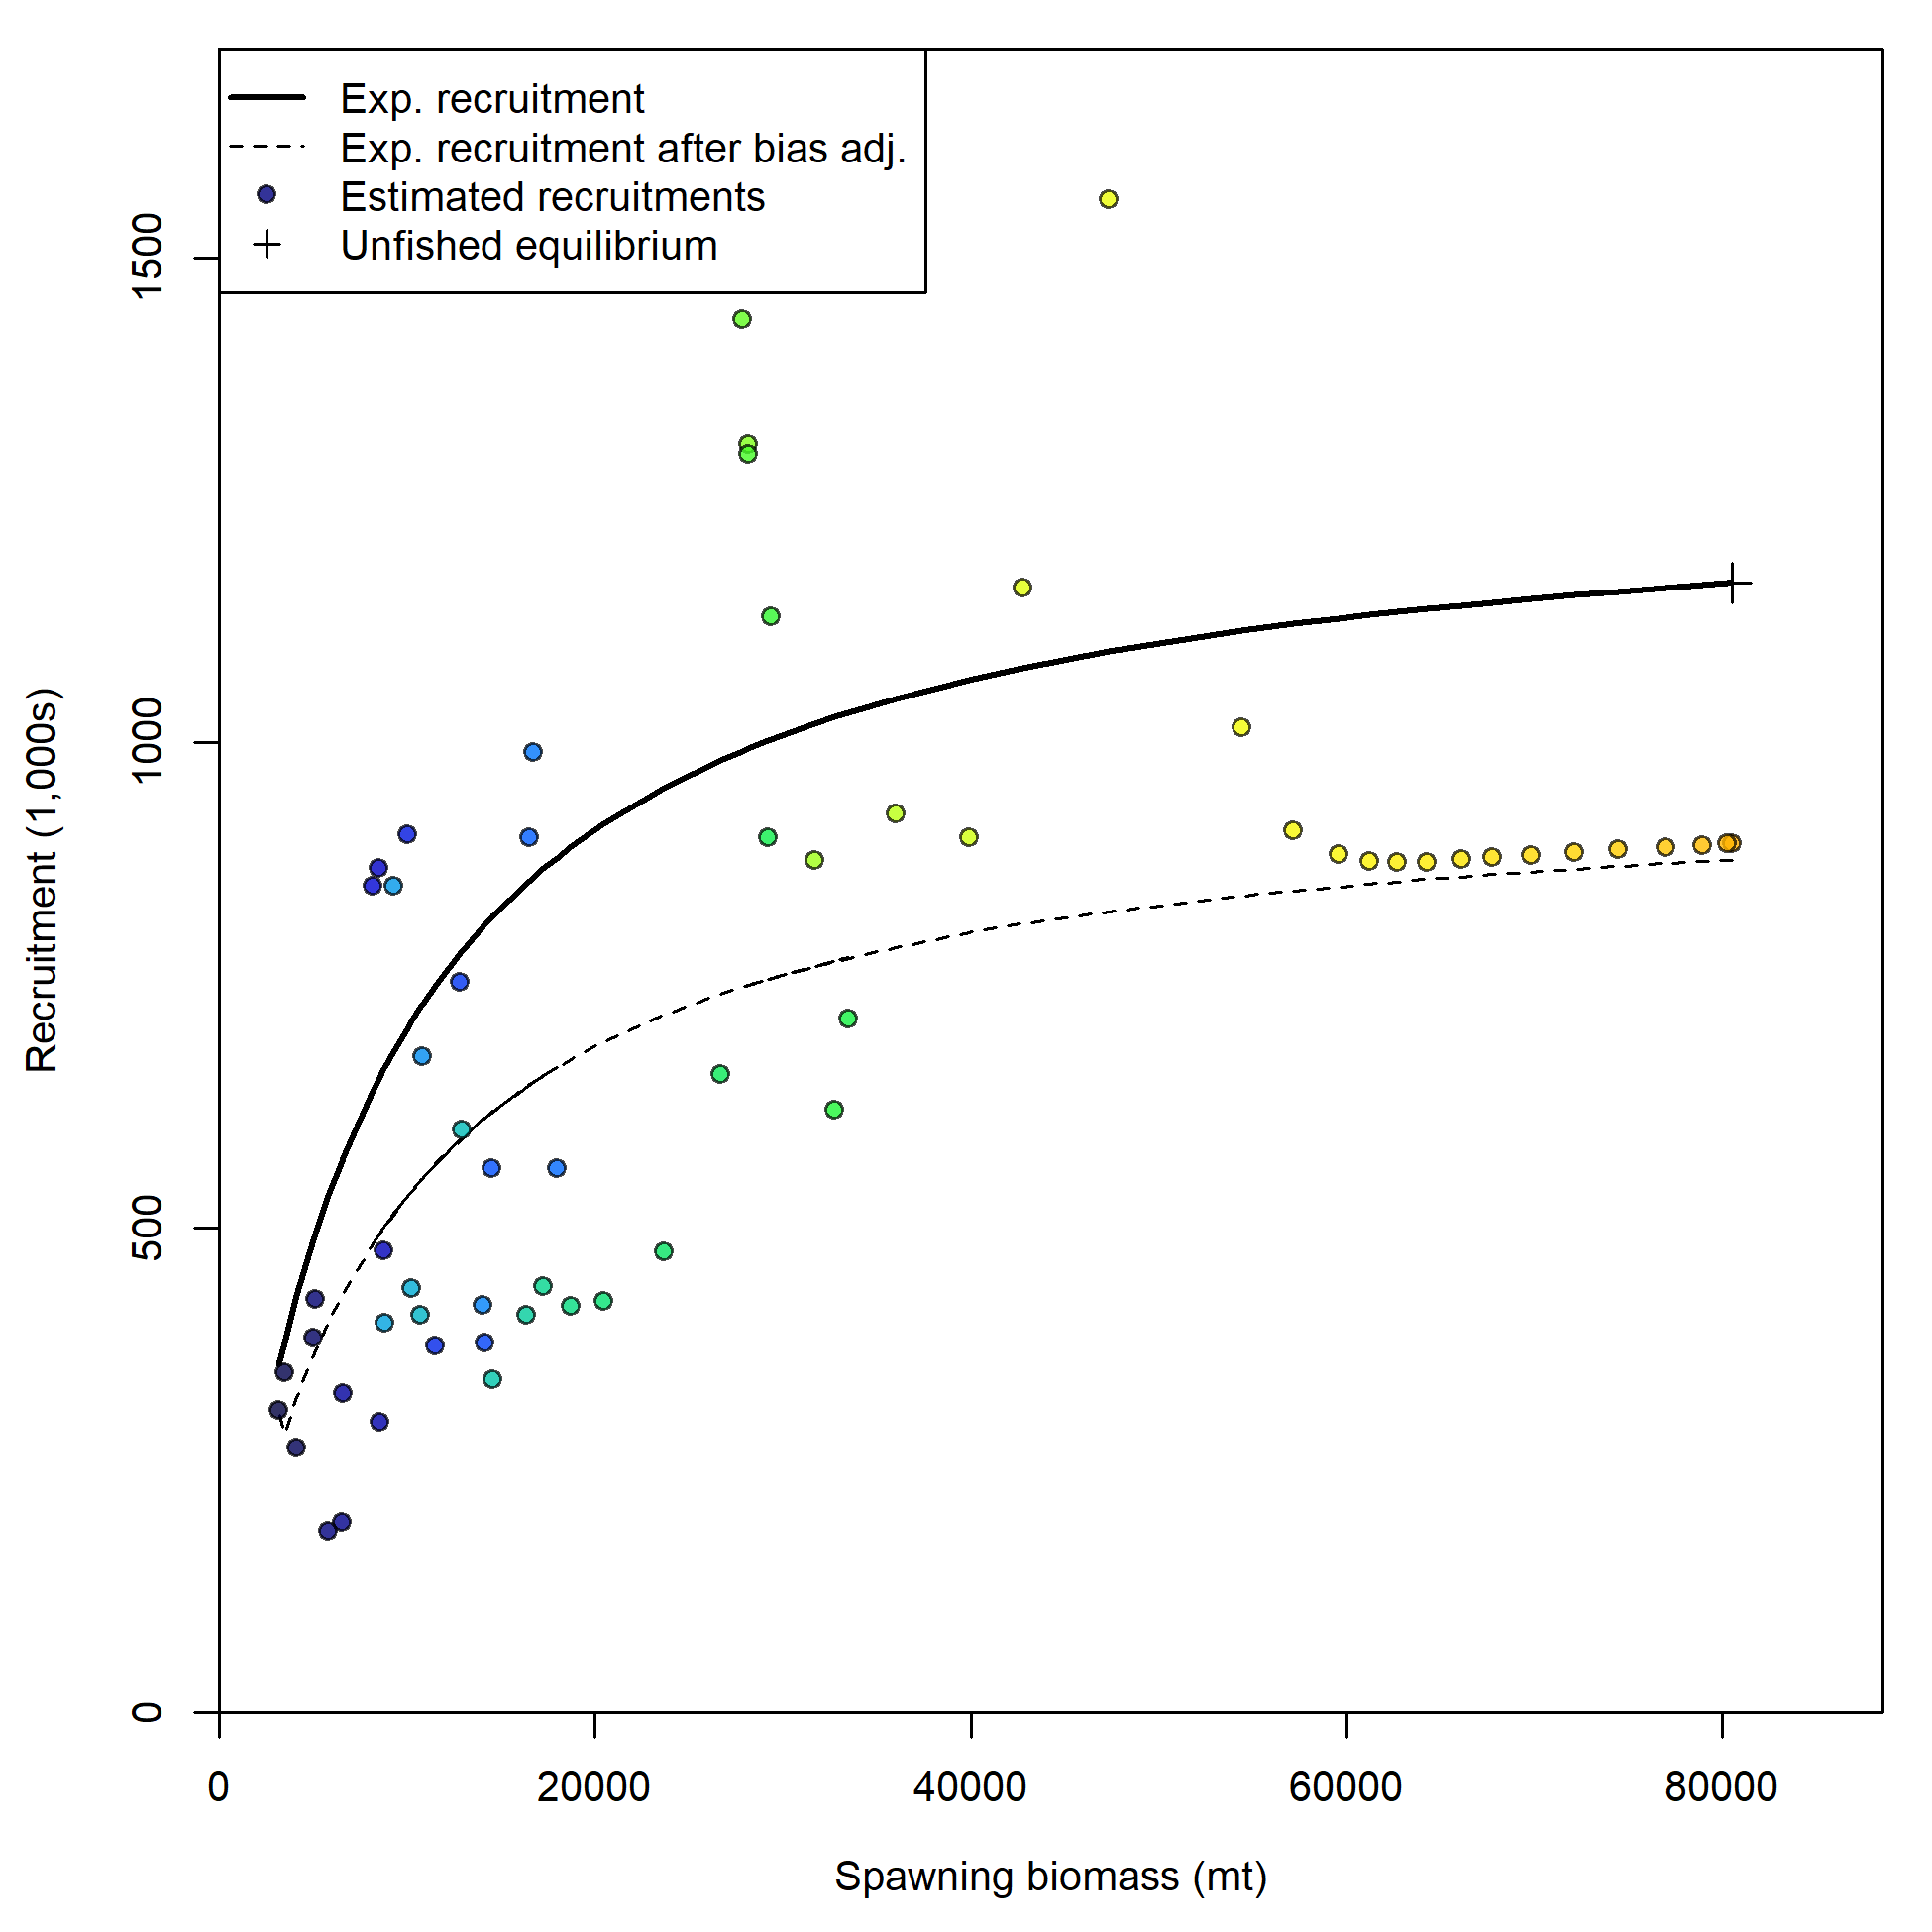 Exp. recruitment
Exp. recruitment after bias adj.
Estimated recruitments
Unfished equilibrium
Recruitment (1,000s)
1500
1000
500
0
0 20000 40000 60000 80000
Spawning biomass (mt)